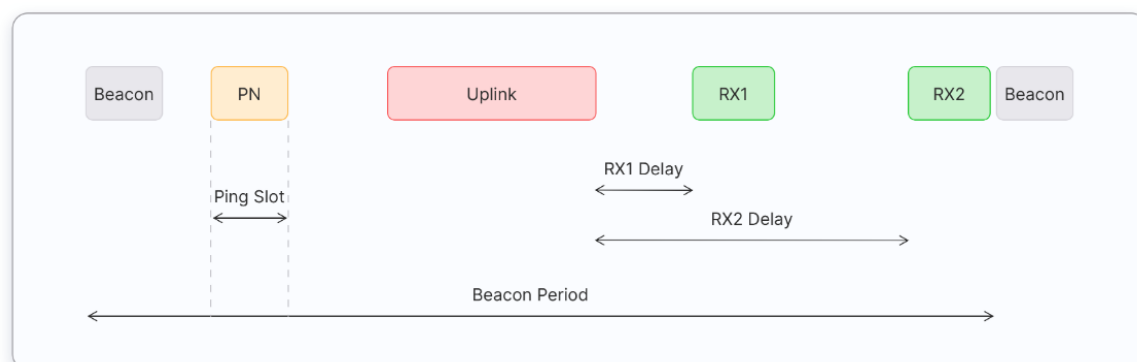 Beacon
PN
Uplink
RX1
RX2
Beacon
RX1 Delay
Ping Slot
RX2 Delay
Beacon Period